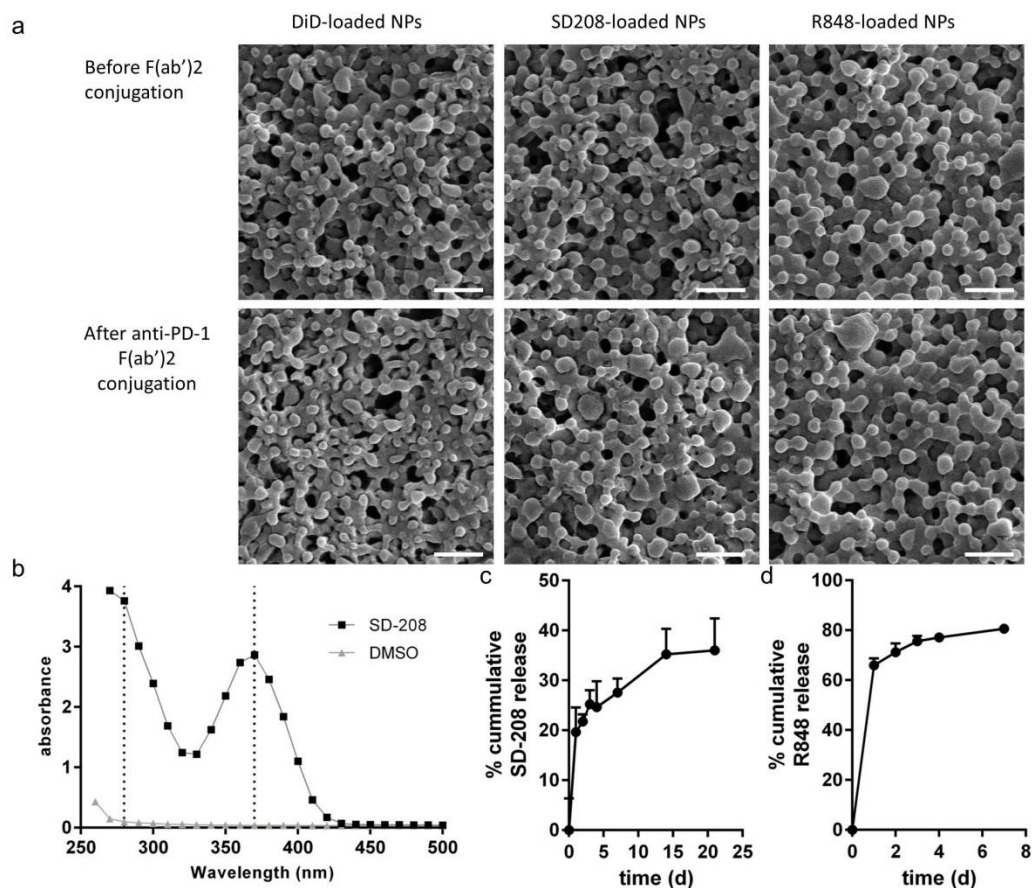 a
DiD-loaded NPs
SD208-loaded NPs
R848-loaded NPs
Before F(ab')2
conjugation
After anti-PD-1
F(ab')2
conjugation
b
4
3
2
1
0
absorbance
250
300
350
400
450
500
Wavelength (nm)
SD-208
DMSO
c
50
40
30
20
10
0
% cummulative
SD-208 release
0
5
10
15
20
25
time (d)
d
100
80
60
40
20
0
% cumulative
R848 release
0
2
4
6
8
time (d)